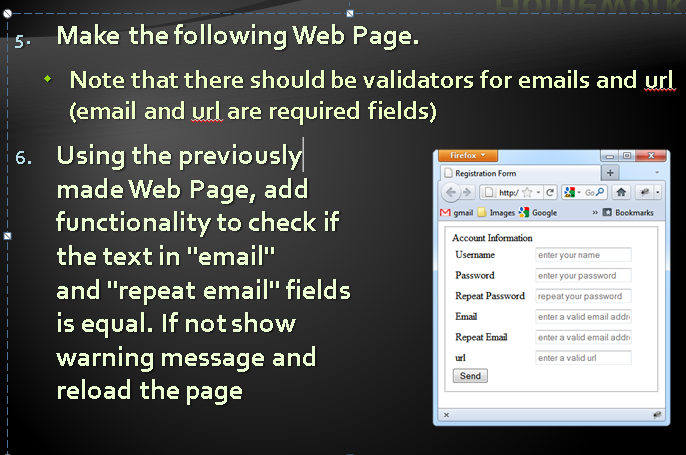 Homework
5. Make the following Web Page.
Note that there should be validators for emails and url
(email and url are required fields)
6. Using the previously
made Web Page, add
functionality to check if
the text in "email"
and "repeat email" fields
is equal. If not show
warning message and
reload the page
Firefox
Registration Form
http:/
Go
gmail Images Google » Bookmarks
Account Information
Username enter your name
Password enter your password
Repeat Password repeat your password
Email enter a valid email addr
Repeat Email enter a valid email addr
url enter a valid url
Send
x